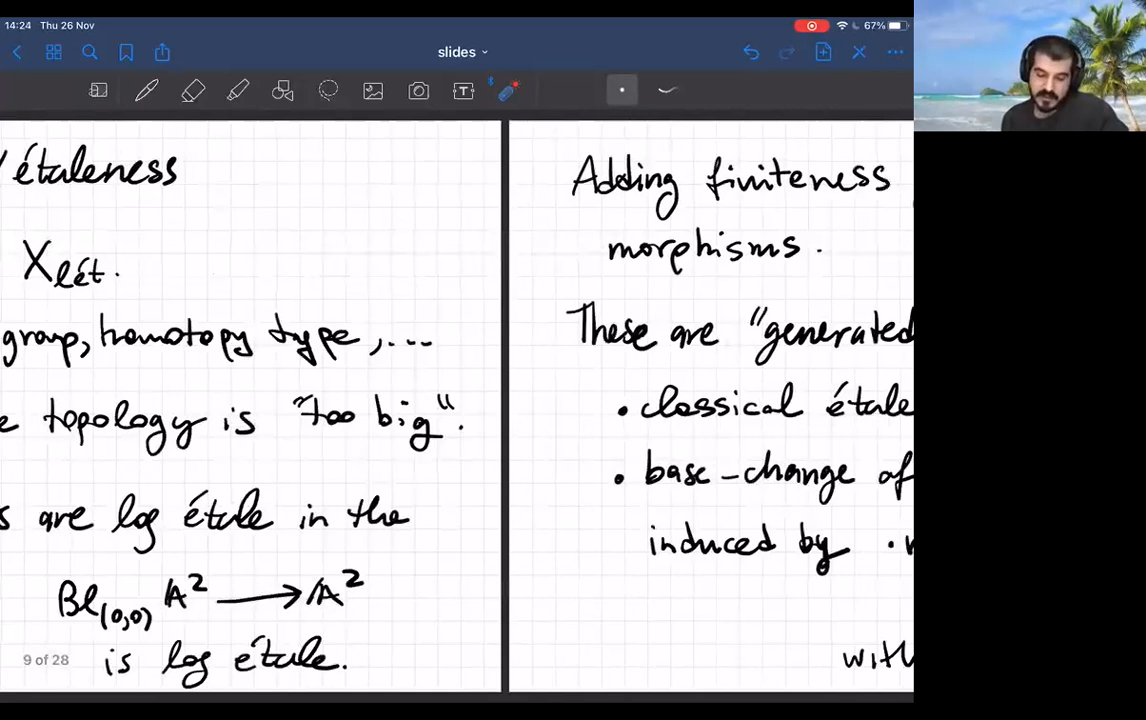 14:24 Thu 26 Nov
67%
slides
étaleness
X_lét.
group, homotopy type, ...
topology is "too big".
are log étale in the
Bl_(0,0) A² → A²
is log étale.
9 of 28
Adding finiteness
morphisms.
These are "generated
• classical étale
• base-change of
induced by •
with